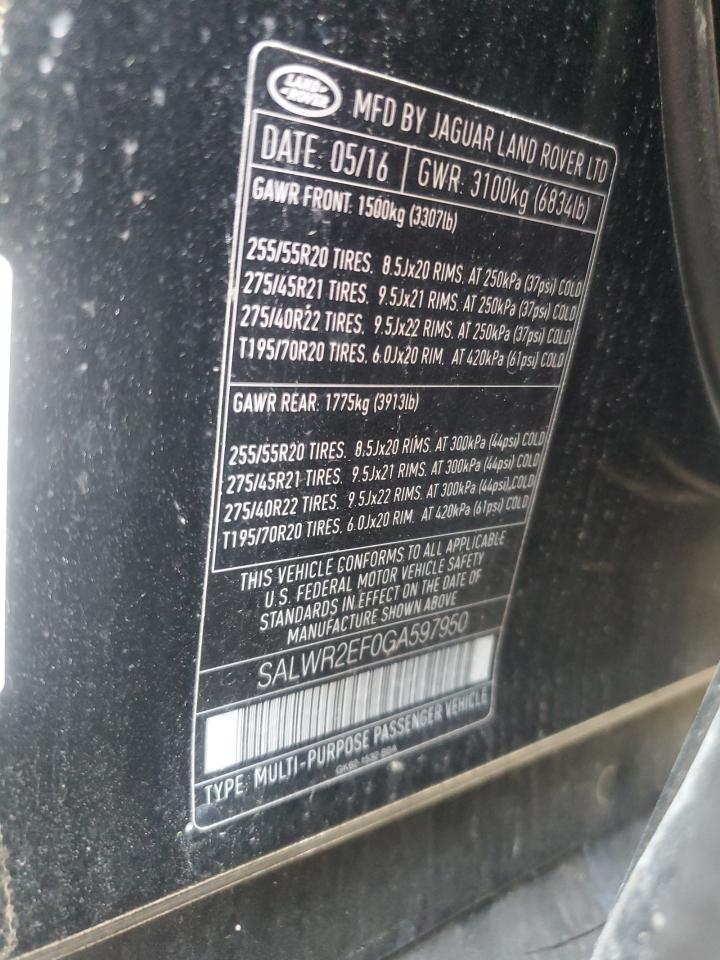 LAND ROVER
MFD BY JAGUAR LAND ROVER LTD
DATE: 05/16 GWR: 3100kg (6834lb)
GAWR FRONT: 1500kg (3307lb)
255/55R20 TIRES. 8.5Jx20 RIMS. AT 250kPa (37psi) COLD
275/45R21 TIRES. 9.5Jx21 RIMS. AT 250kPa (37psi) COLD
275/40R22 TIRES. 9.5Jx22 RIMS. AT 250kPa (37psi) COLD
T195/70R20 TIRES. 6.0Jx20 RIM. AT 420kPa (61psi) COLD
GAWR REAR: 1775kg (3913lb)
255/55R20 TIRES. 8.5Jx20 RIMS. AT 300kPa (44psi) COLD
275/45R21 TIRES. 9.5Jx21 RIMS. AT 300kPa (44psi) COLD
275/40R22 TIRES. 9.5Jx22 RIMS. AT 300kPa (44psi) COLD
T195/70R20 TIRES. 6.0Jx20 RIM. AT 420kPa (61psi) COLD
THIS VEHICLE CONFORMS TO ALL APPLICABLE
U.S. FEDERAL MOTOR VEHICLE SAFETY
STANDARDS IN EFFECT ON THE DATE OF
MANUFACTURE SHOWN ABOVE
SALWR2EF0GA597950
TYPE: MULTI-PURPOSE PASSENGER VEHICLE